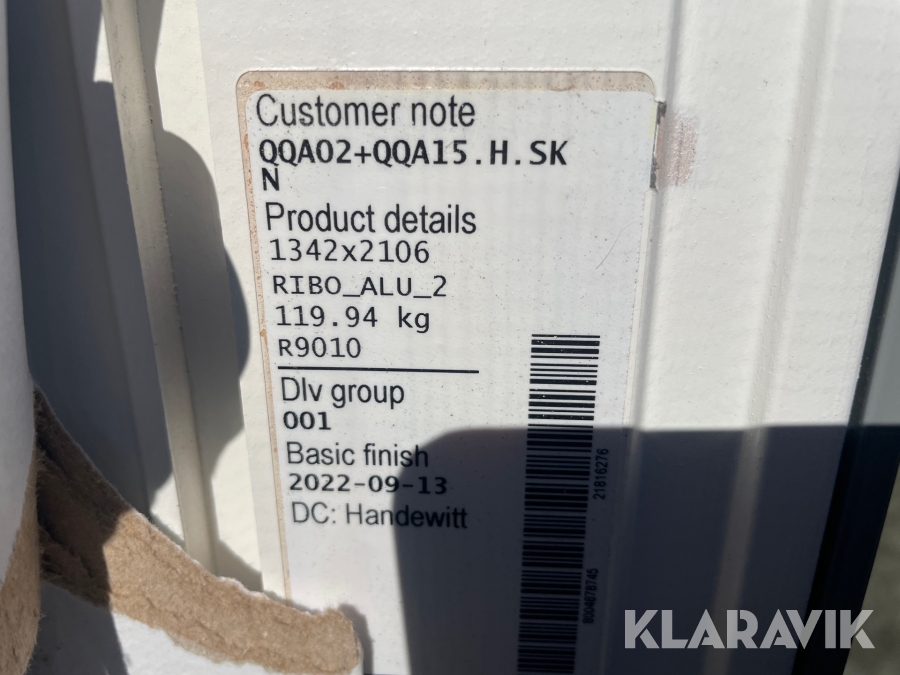 Customer note
QQA02+QQA15.H.SK
N
Product details
1342x2106
RIBO_ALU_2
119.94 kg
R9010
Dlv group
001
Basic finish
2022-09-13
DC: Handewitt
21816276
8004878745
KLARAVIK